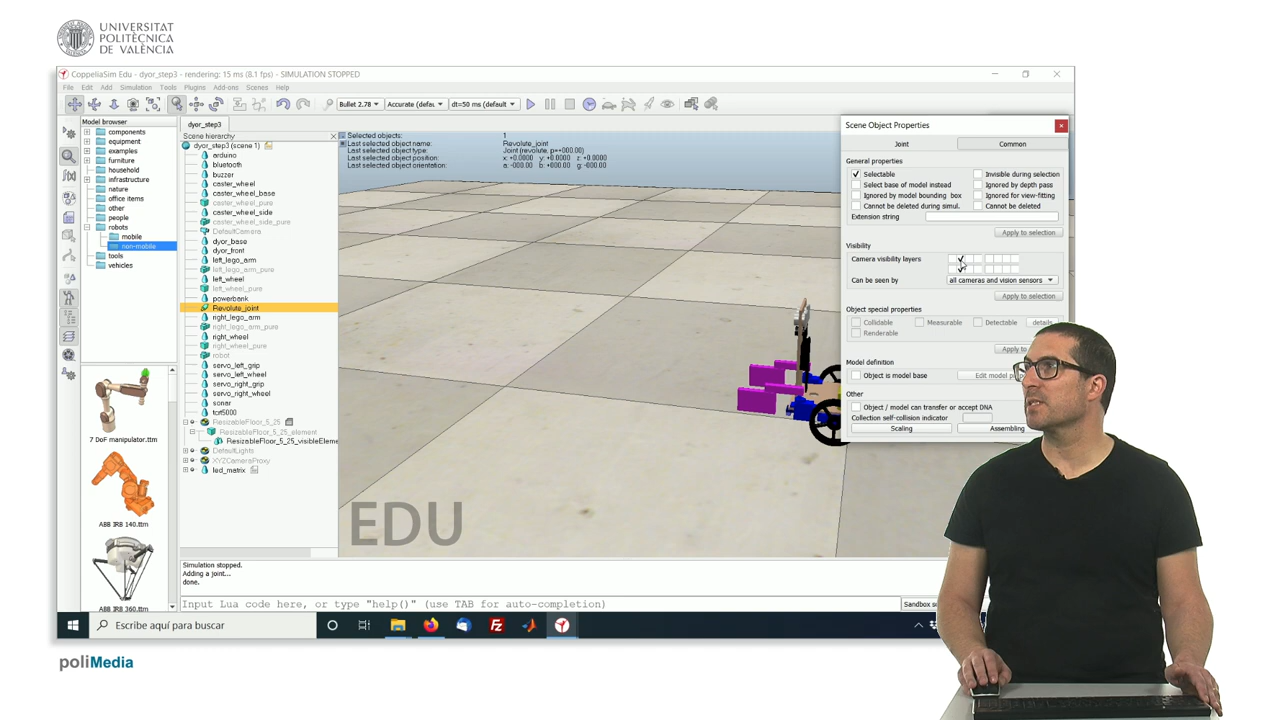 UNIVERSITAT
POLITÈCNICA
DE VALÈNCIA
CoppeliaSim Edu - dyor_step3 - rendering: 15 ms (8.1 fps) - SIMULATION STOPPED
File Edit Add Simulation Tools Plugins Add-ons Scenes Help
Bullet 2.78 Accurate (defau dt=50 ms (default)
Model browser
components
equipment
examples
furniture
household
infrastructure
nature
office items
other
people
robots
mobile
non-mobile
tools
vehicles
7 DoF manipulator.ttm
ABB IRB 140.ttm
ABB IRB 360.ttm
dyor_step3
Scene hierarchy
dyor_step3 (scene 1)
arduino
bluetooth
buzzer
caster_wheel
caster_wheel_base
caster_wheel_pure
caster_wheel_side
caster_wheel_side_pure
DefaultCamera
dyor_base
dyor_front
left_lego_arm
left_lego_arm_pure
left_wheel
left_wheel_pure
powerbank
Revolute_joint
right_lego_arm
right_lego_arm_pure
right_wheel
right_wheel_pure
robot
servo_left_grip
servo_left_wheel
servo_right_grip
servo_right_wheel
sonar
tcrt5000
ResizableFloor_5_25
ResizableFloor_5_25_element
ResizableFloor_5_25_visibleEleme
DefaultLights
XYZCameraProxy
led_matrix
Selected objects: 1
Last selected object name: Revolute_joint
Last selected object type: Joint (revolute, p=+000.00)
Last selected object position: x: +0.0000 y: +0.0000 z: +0.0000
Last selected object orientation: a: -000.00 b: +000.00 g: -000.00
EDU
Scene Object Properties
Joint Common
General properties
Selectable Invisible during selection
Select base of model instead Ignored by depth pass
Ignored by model bounding box Ignored for view-fitting
Cannot be deleted during simul. Cannot be deleted
Extension string
Apply to selection
Visibility
Camera visibility layers
Can be seen by all cameras and vision sensors
Apply to selection
Object special properties
Collidable Measurable Detectable details
Renderable
Apply to
Model definition
Object is model base Edit model
Other
Object / model can transfer or accept DNA
Collection self-collision indicator
Scaling Assembling
Simulation stopped.
Adding a joint...
done.
Input Lua code here, or type "help()" (use TAB for auto-completion)
Sandbox
Escribe aquí para buscar
poliMedia